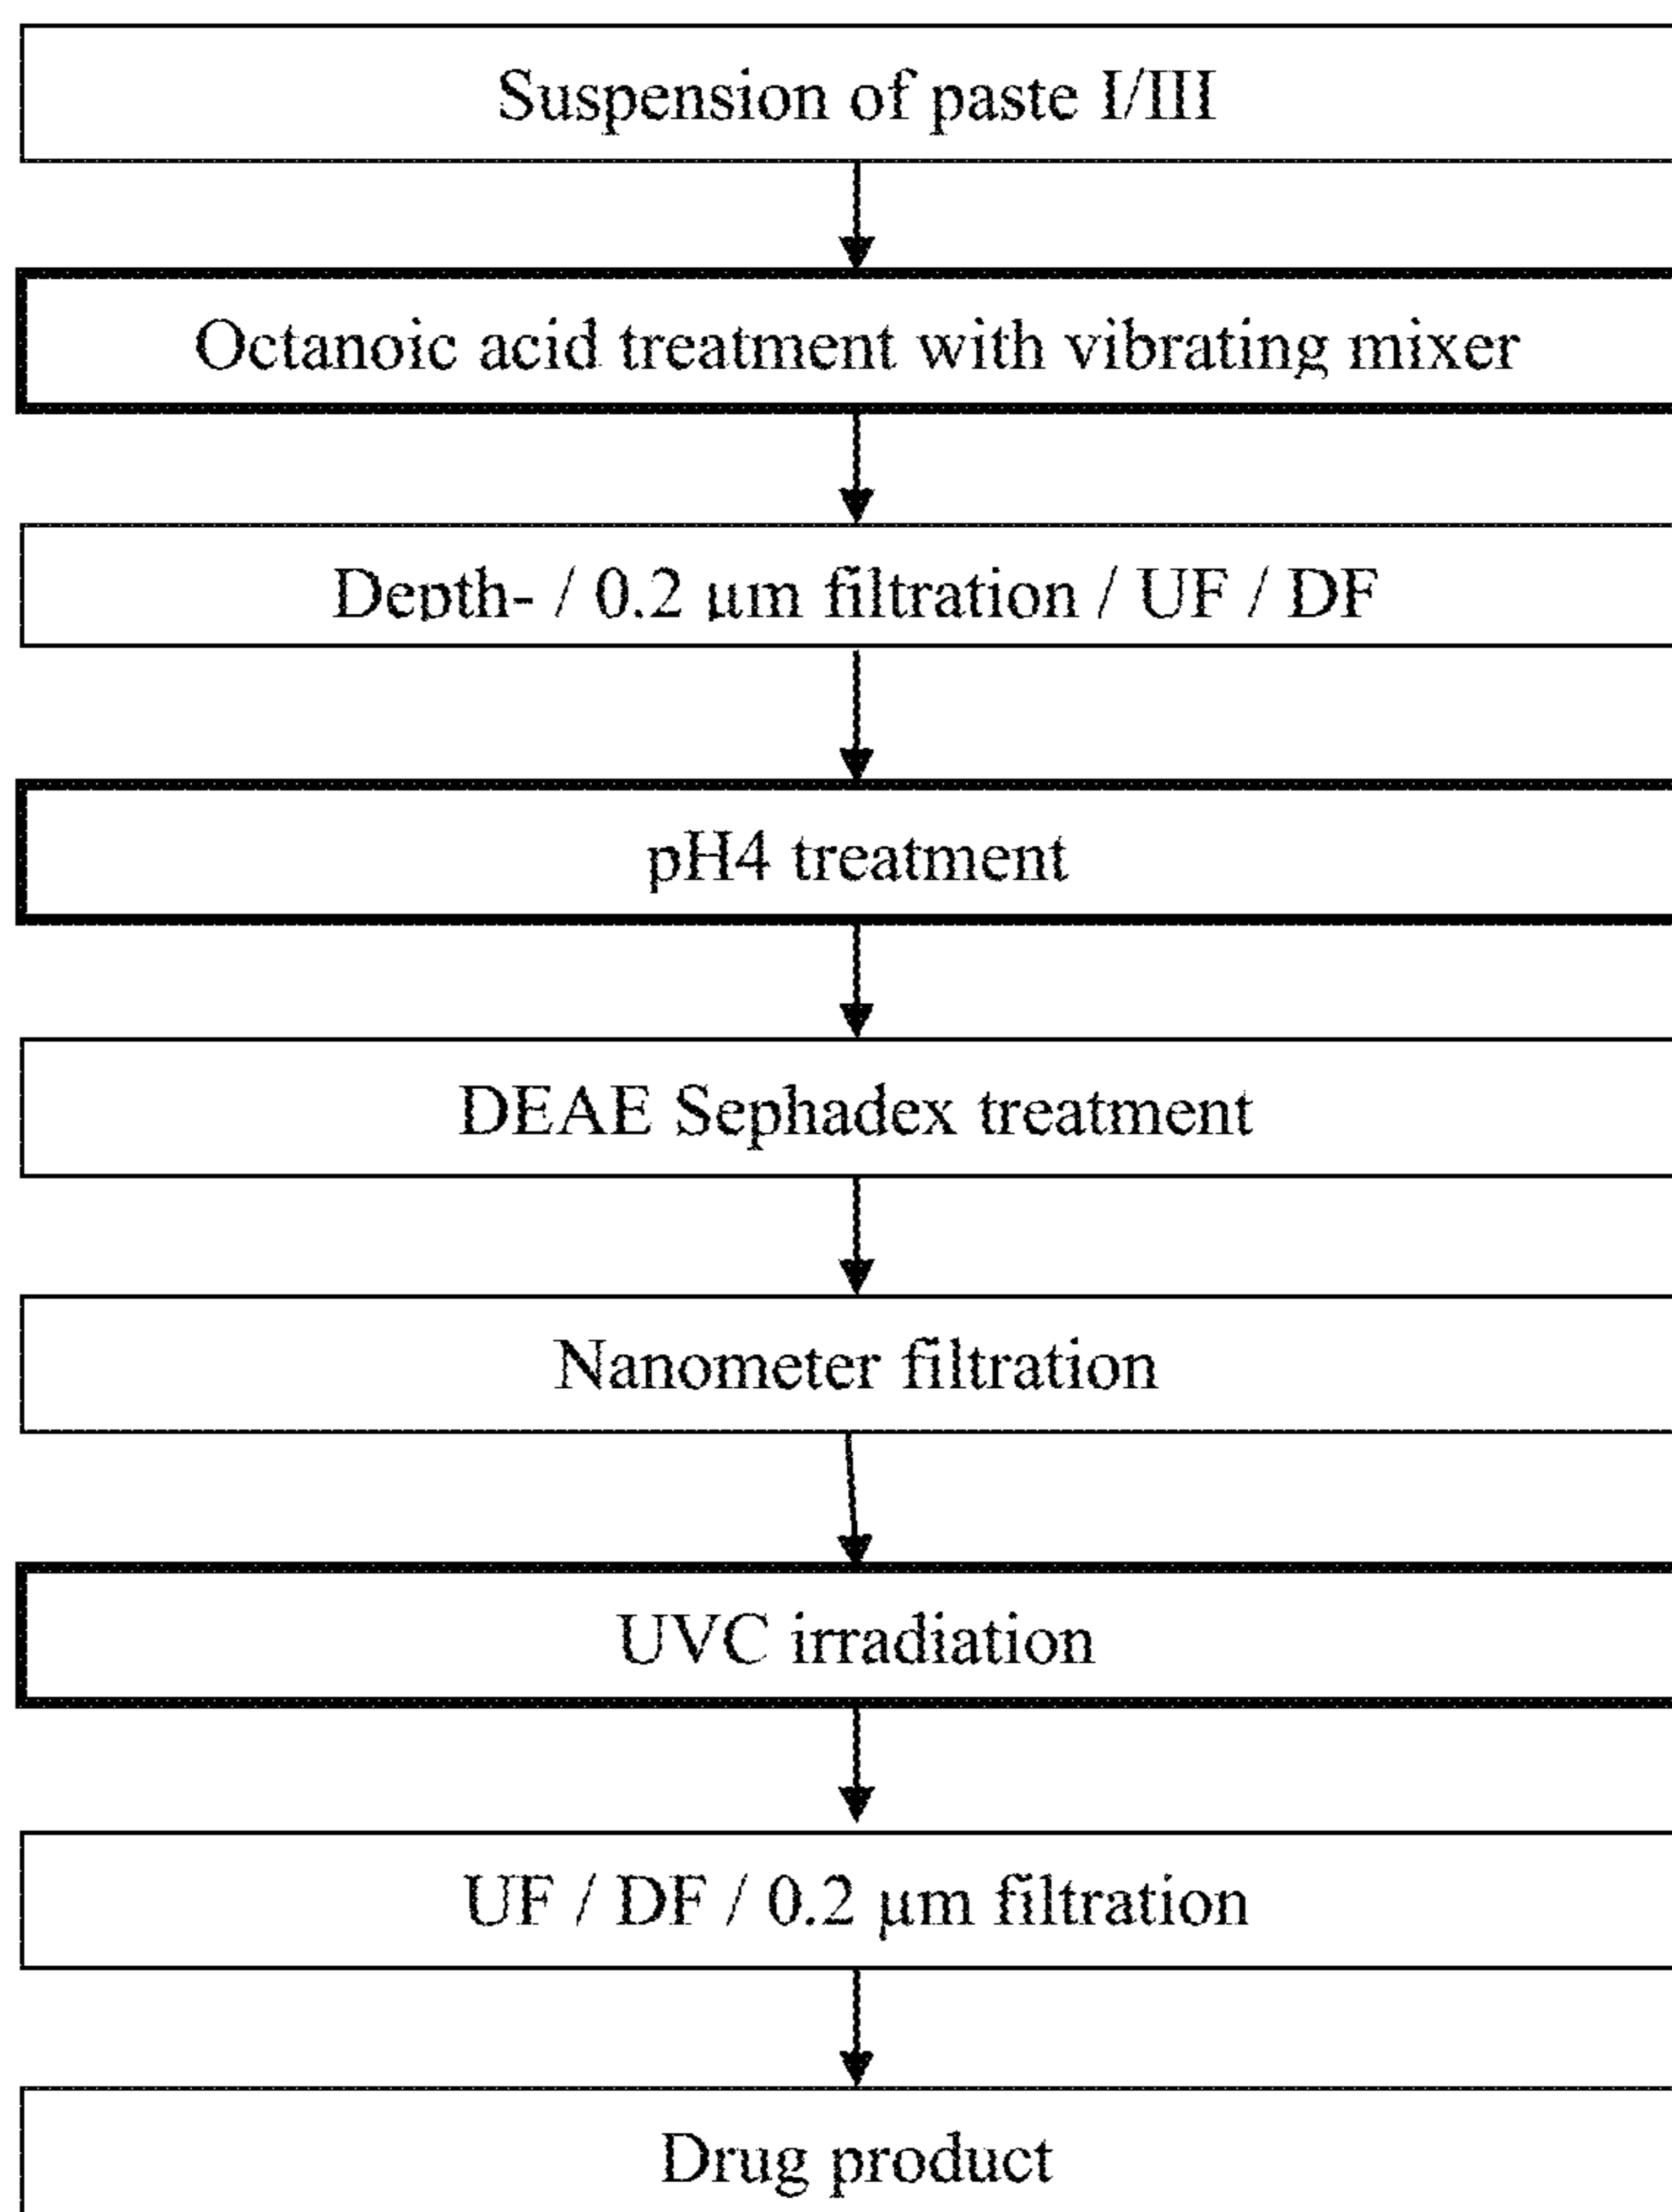 Suspension of paste I/III
Octanoic acid treatment with vibrating mixer
Depth- / 0.2 μm filtration / UF / DF
pH4 treatment
DEAE Sephadex treatment
Nanometer filtration
UVC irradiation
UF / DF / 0.2 μm filtration
Drug product